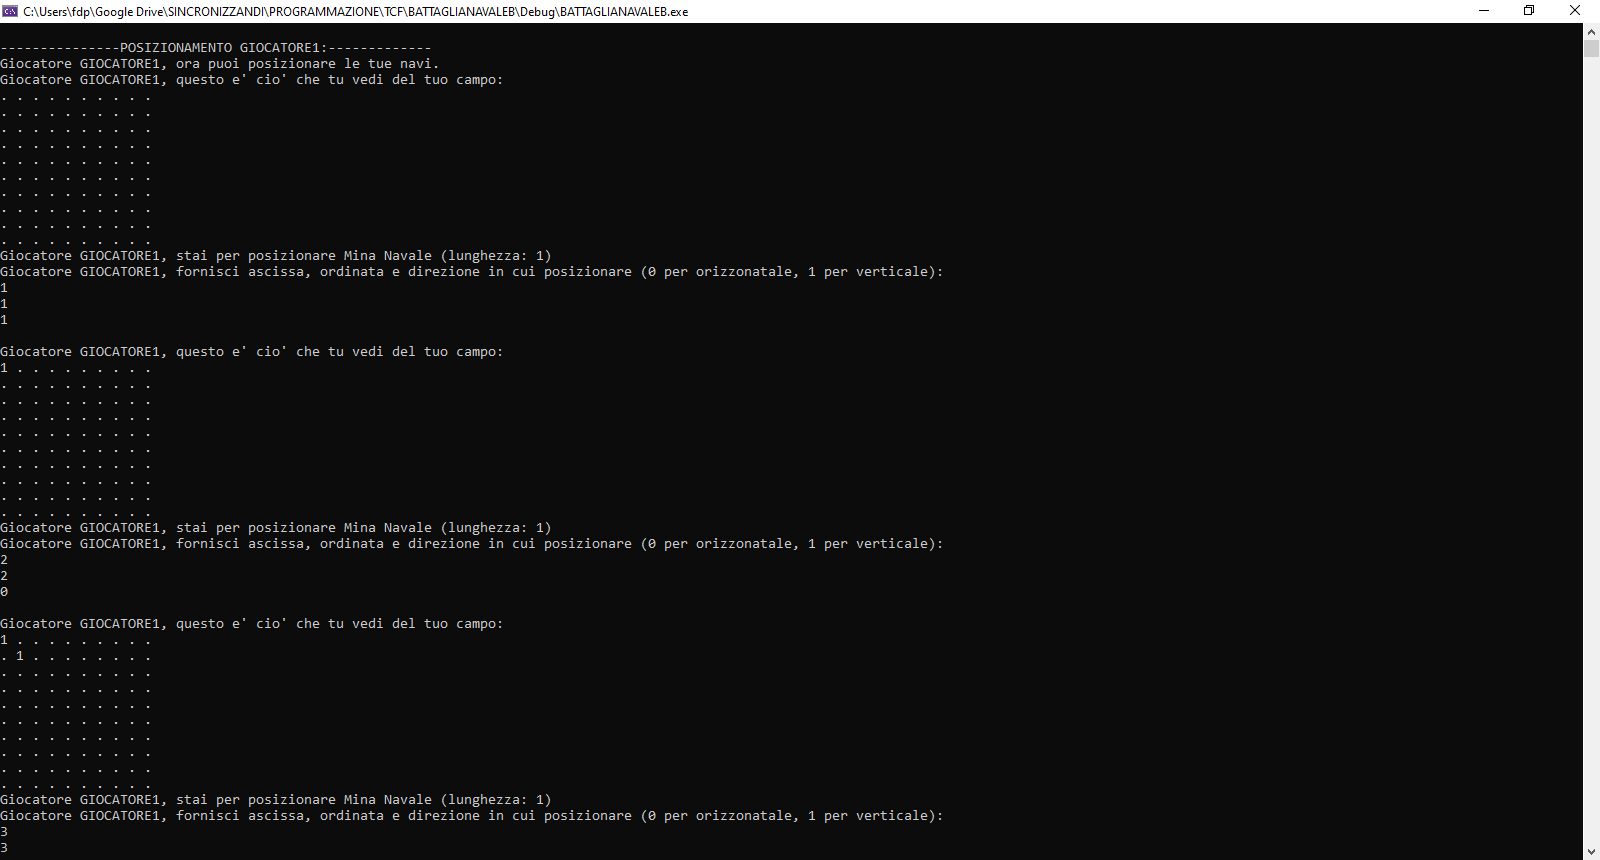 C:\Users\fdp\Google Drive\SINCRONIZZANDI\PROGRAMMAZIONE\TCF\BATTAGLIANAVALEB\Debug\BATTAGLIANAVALEB.exe
---------------POSIZIONAMENTO GIOCATORE1:-------------
Giocatore GIOCATORE1, ora puoi posizionare le tue navi.
Giocatore GIOCATORE1, questo e' cio' che tu vedi del tuo campo:
. . . . . . . . . .
. . . . . . . . . .
. . . . . . . . . .
. . . . . . . . . .
. . . . . . . . . .
. . . . . . . . . .
. . . . . . . . . .
. . . . . . . . . .
. . . . . . . . . .
. . . . . . . . . .
Giocatore GIOCATORE1, stai per posizionare Mina Navale (lunghezza: 1)
Giocatore GIOCATORE1, fornisci ascissa, ordinata e direzione in cui posizionare (0 per orizzonatale, 1 per verticale):
1
1
1
Giocatore GIOCATORE1, questo e' cio' che tu vedi del tuo campo:
1 . . . . . . . . .
. . . . . . . . . .
. . . . . . . . . .
. . . . . . . . . .
. . . . . . . . . .
. . . . . . . . . .
. . . . . . . . . .
. . . . . . . . . .
. . . . . . . . . .
. . . . . . . . . .
Giocatore GIOCATORE1, stai per posizionare Mina Navale (lunghezza: 1)
Giocatore GIOCATORE1, fornisci ascissa, ordinata e direzione in cui posizionare (0 per orizzonatale, 1 per verticale):
2
2
0
Giocatore GIOCATORE1, questo e' cio' che tu vedi del tuo campo:
1 . . . . . . . . .
. 1 . . . . . . . .
. . . . . . . . . .
. . . . . . . . . .
. . . . . . . . . .
. . . . . . . . . .
. . . . . . . . . .
. . . . . . . . . .
. . . . . . . . . .
. . . . . . . . . .
Giocatore GIOCATORE1, stai per posizionare Mina Navale (lunghezza: 1)
Giocatore GIOCATORE1, fornisci ascissa, ordinata e direzione in cui posizionare (0 per orizzonatale, 1 per verticale):
3
3